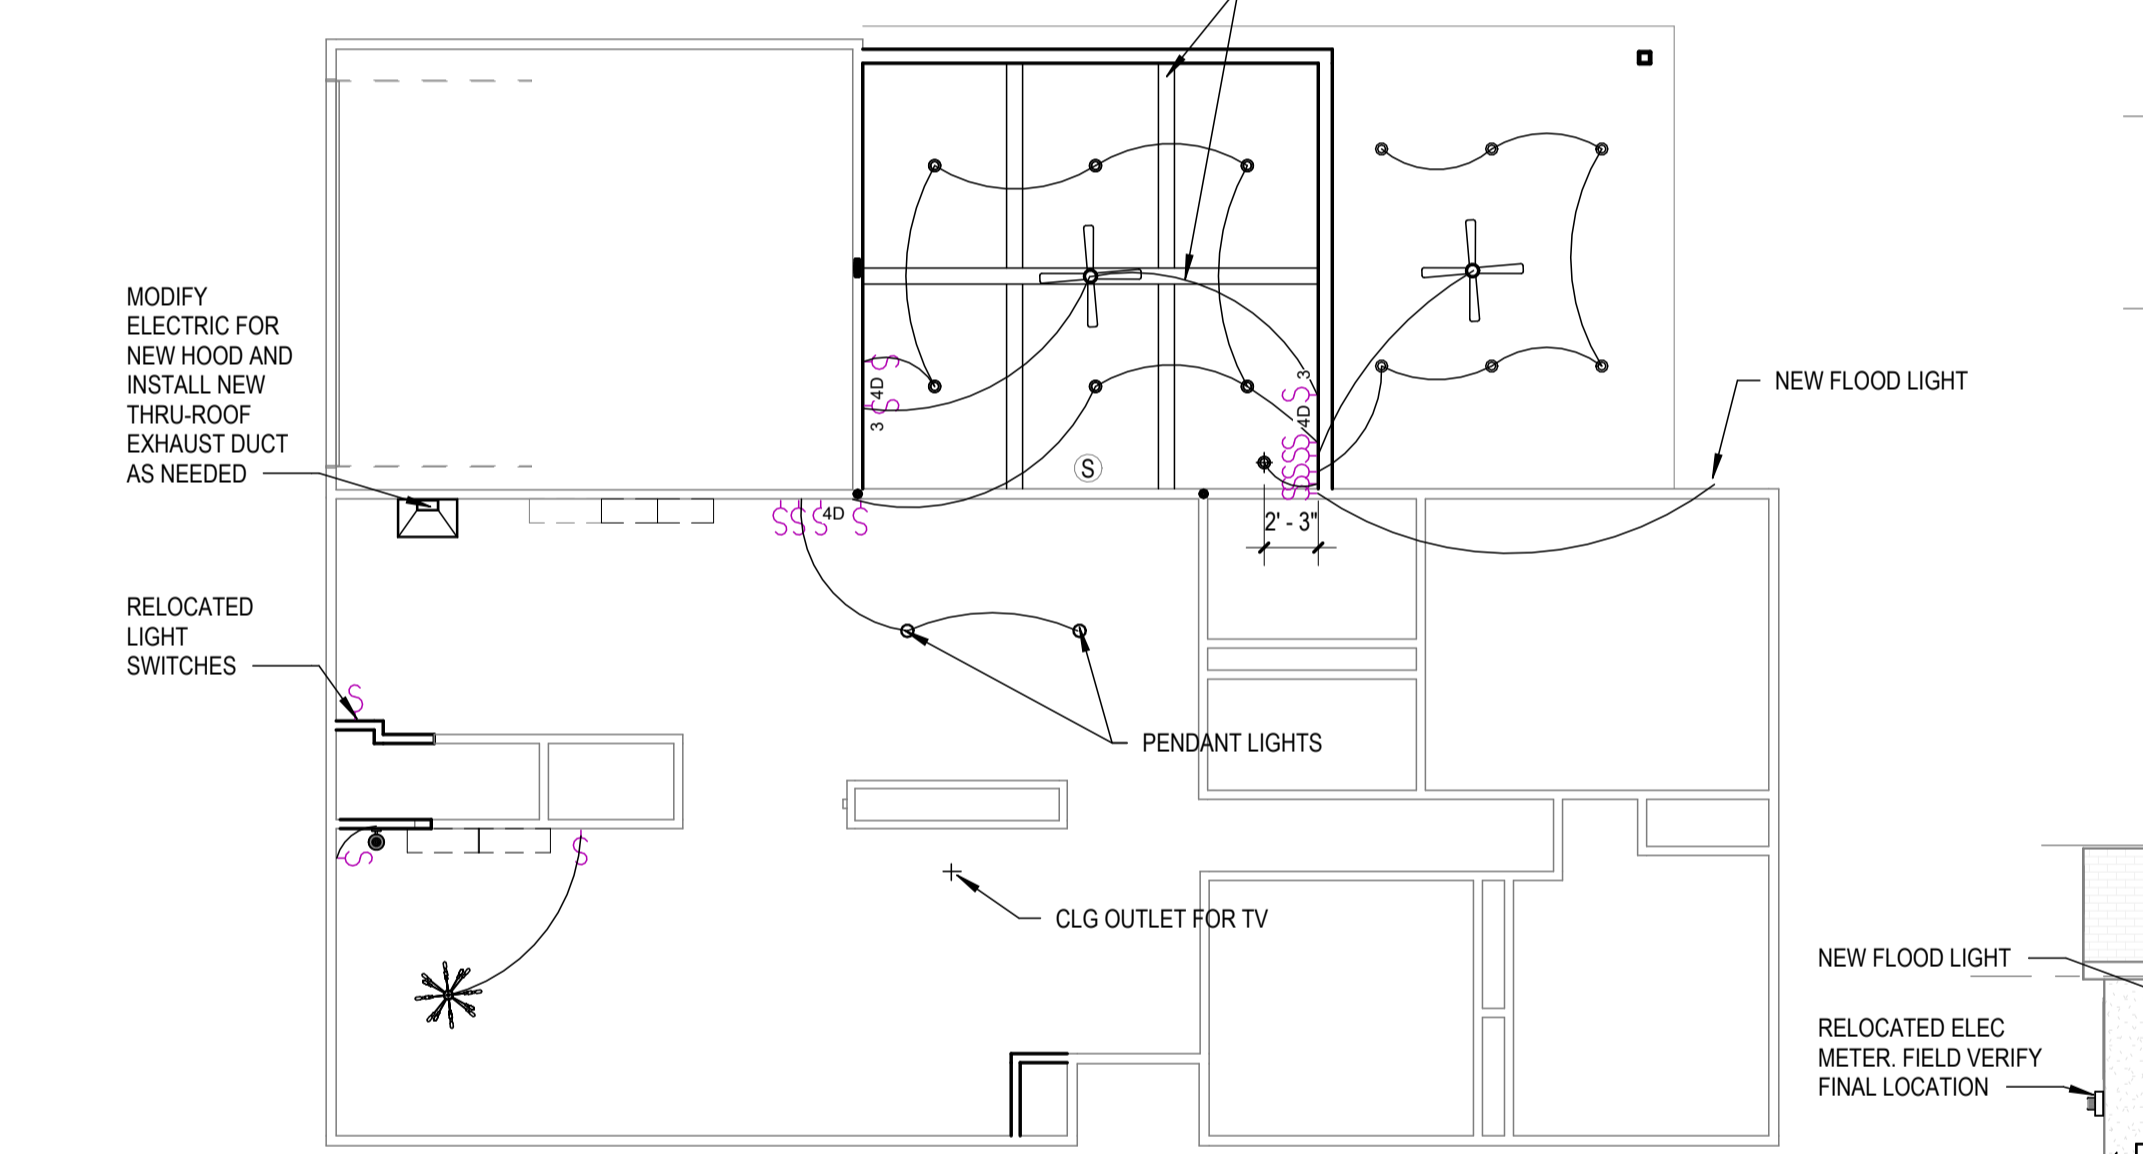 MODIFY
ELECTRIC FOR
NEW HOOD AND
INSTALL NEW
THRU-ROOF
EXHAUST DUCT
AS NEEDED
4D
3
3
4D
S
NEW FLOOD LIGHT
4D
2' - 3"
RELOCATED
LIGHT
SWITCHES
PENDANT LIGHTS
CLG OUTLET FOR TV
NEW FLOOD LIGHT
RELOCATED ELEC
METER. FIELD VERIFY
FINAL LOCATION